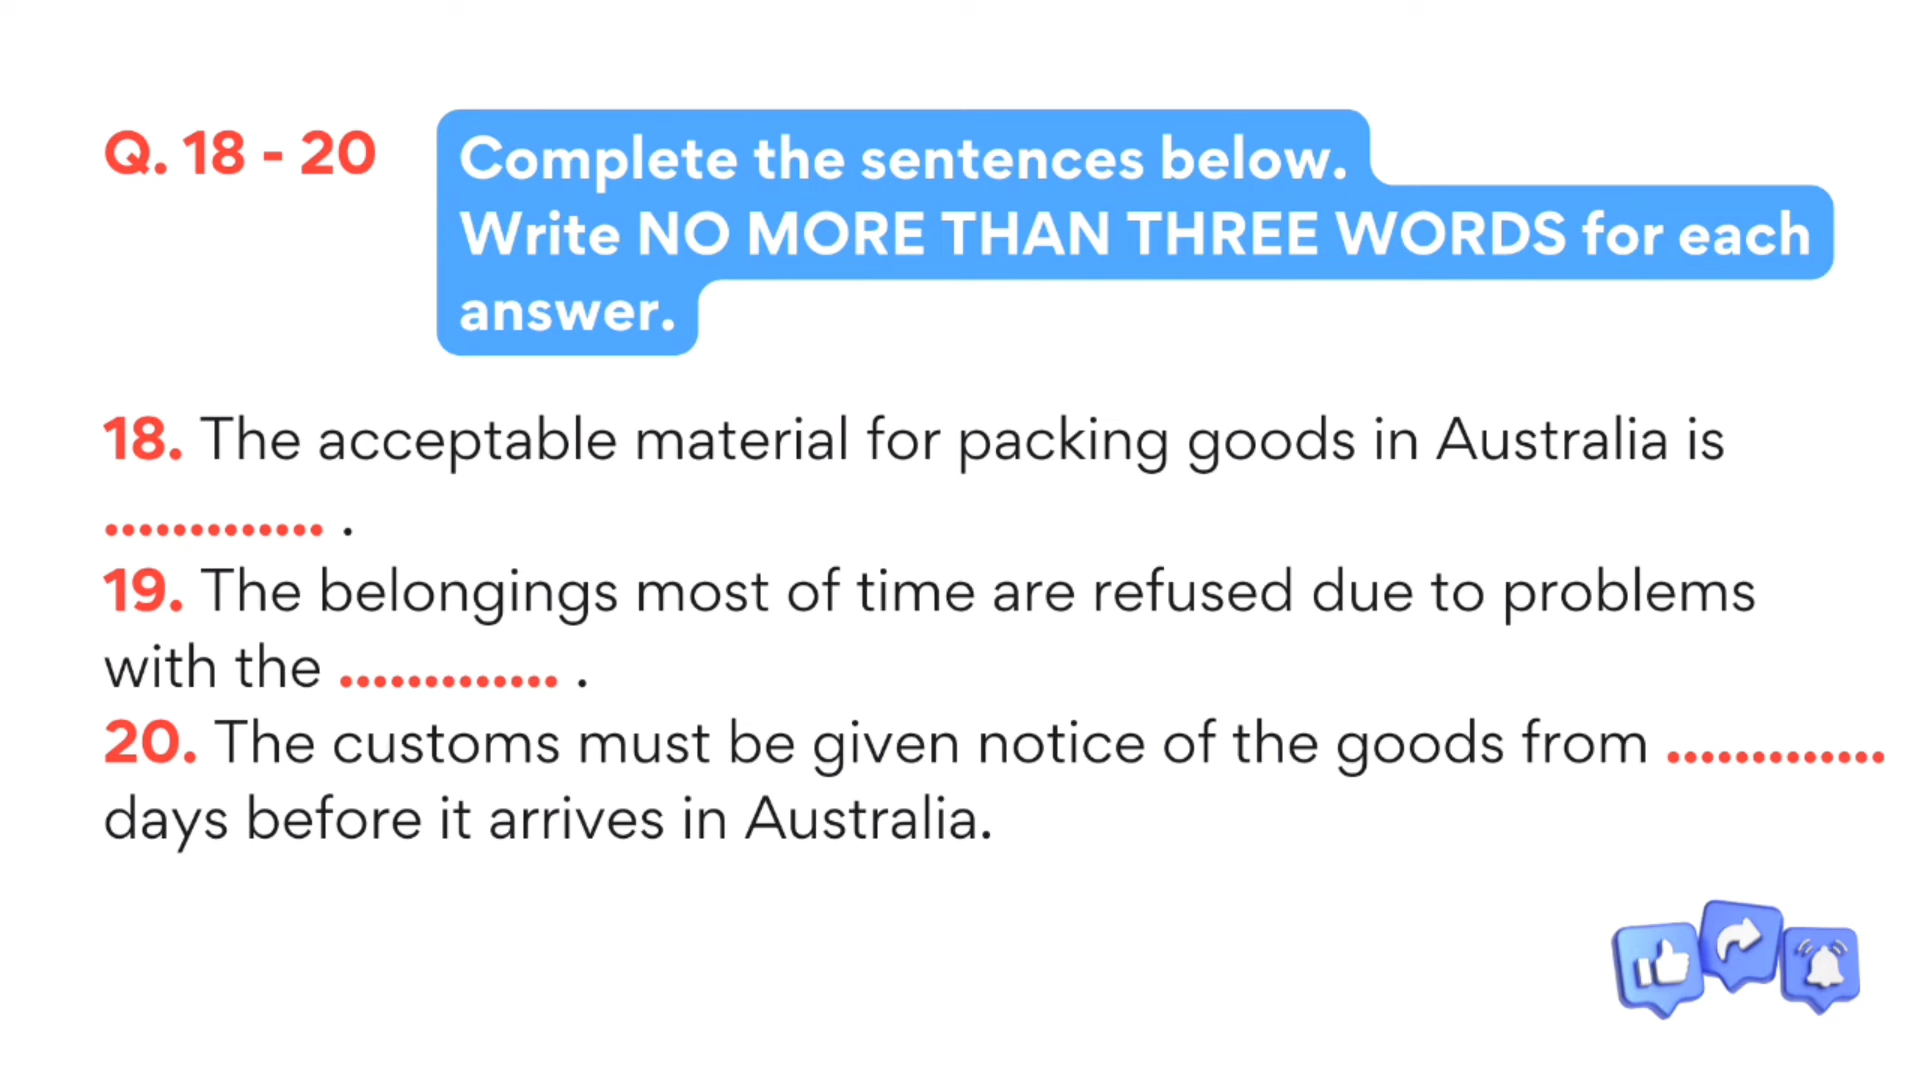 Q. 18 - 20
Complete the sentences below.
Write NO MORE THAN THREE WORDS for each
answer.
18. The acceptable material for packing goods in Australia is
............. .
19. The belongings most of time are refused due to problems
with the ............. .
20. The customs must be given notice of the goods from .............
days before it arrives in Australia.